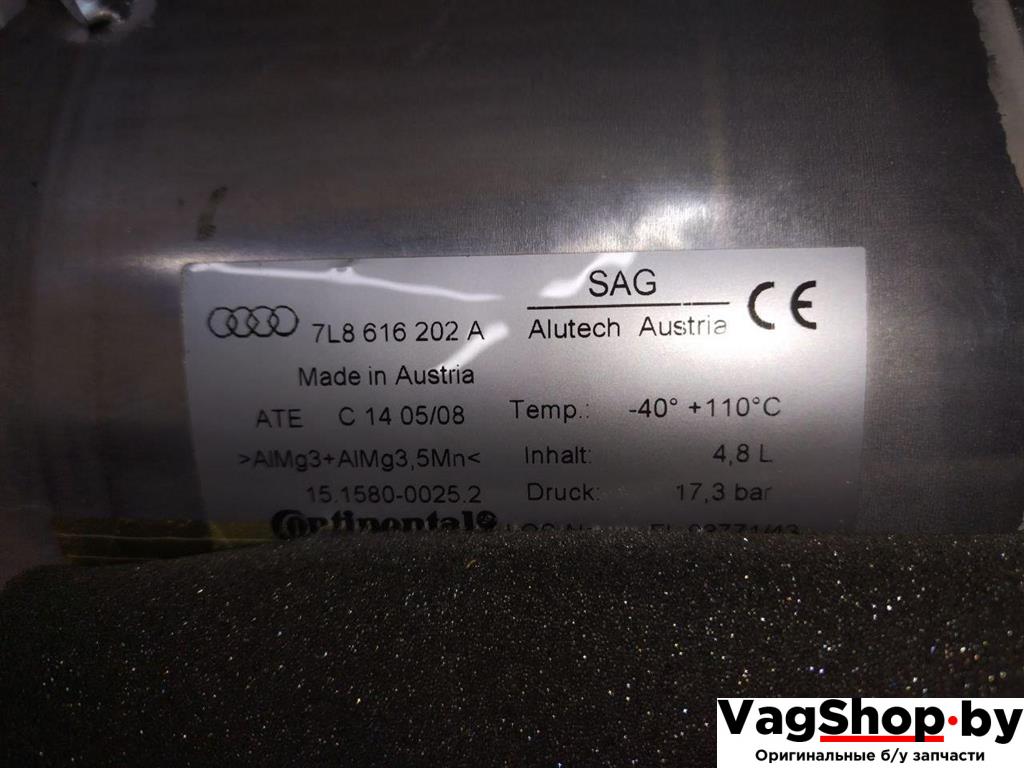 SAG
CE
7L8 616 202 A
Alutech Austria
Made in Austria
ATE C 14 05/08
Temp.: -40° +110°C
>AlMg3+AlMg3,5Mn<
Inhalt: 4,8 L
15.1580-0025.2
Druck: 17,3 bar
Continental
VagShop.by
Оригинальные б/у запчасти